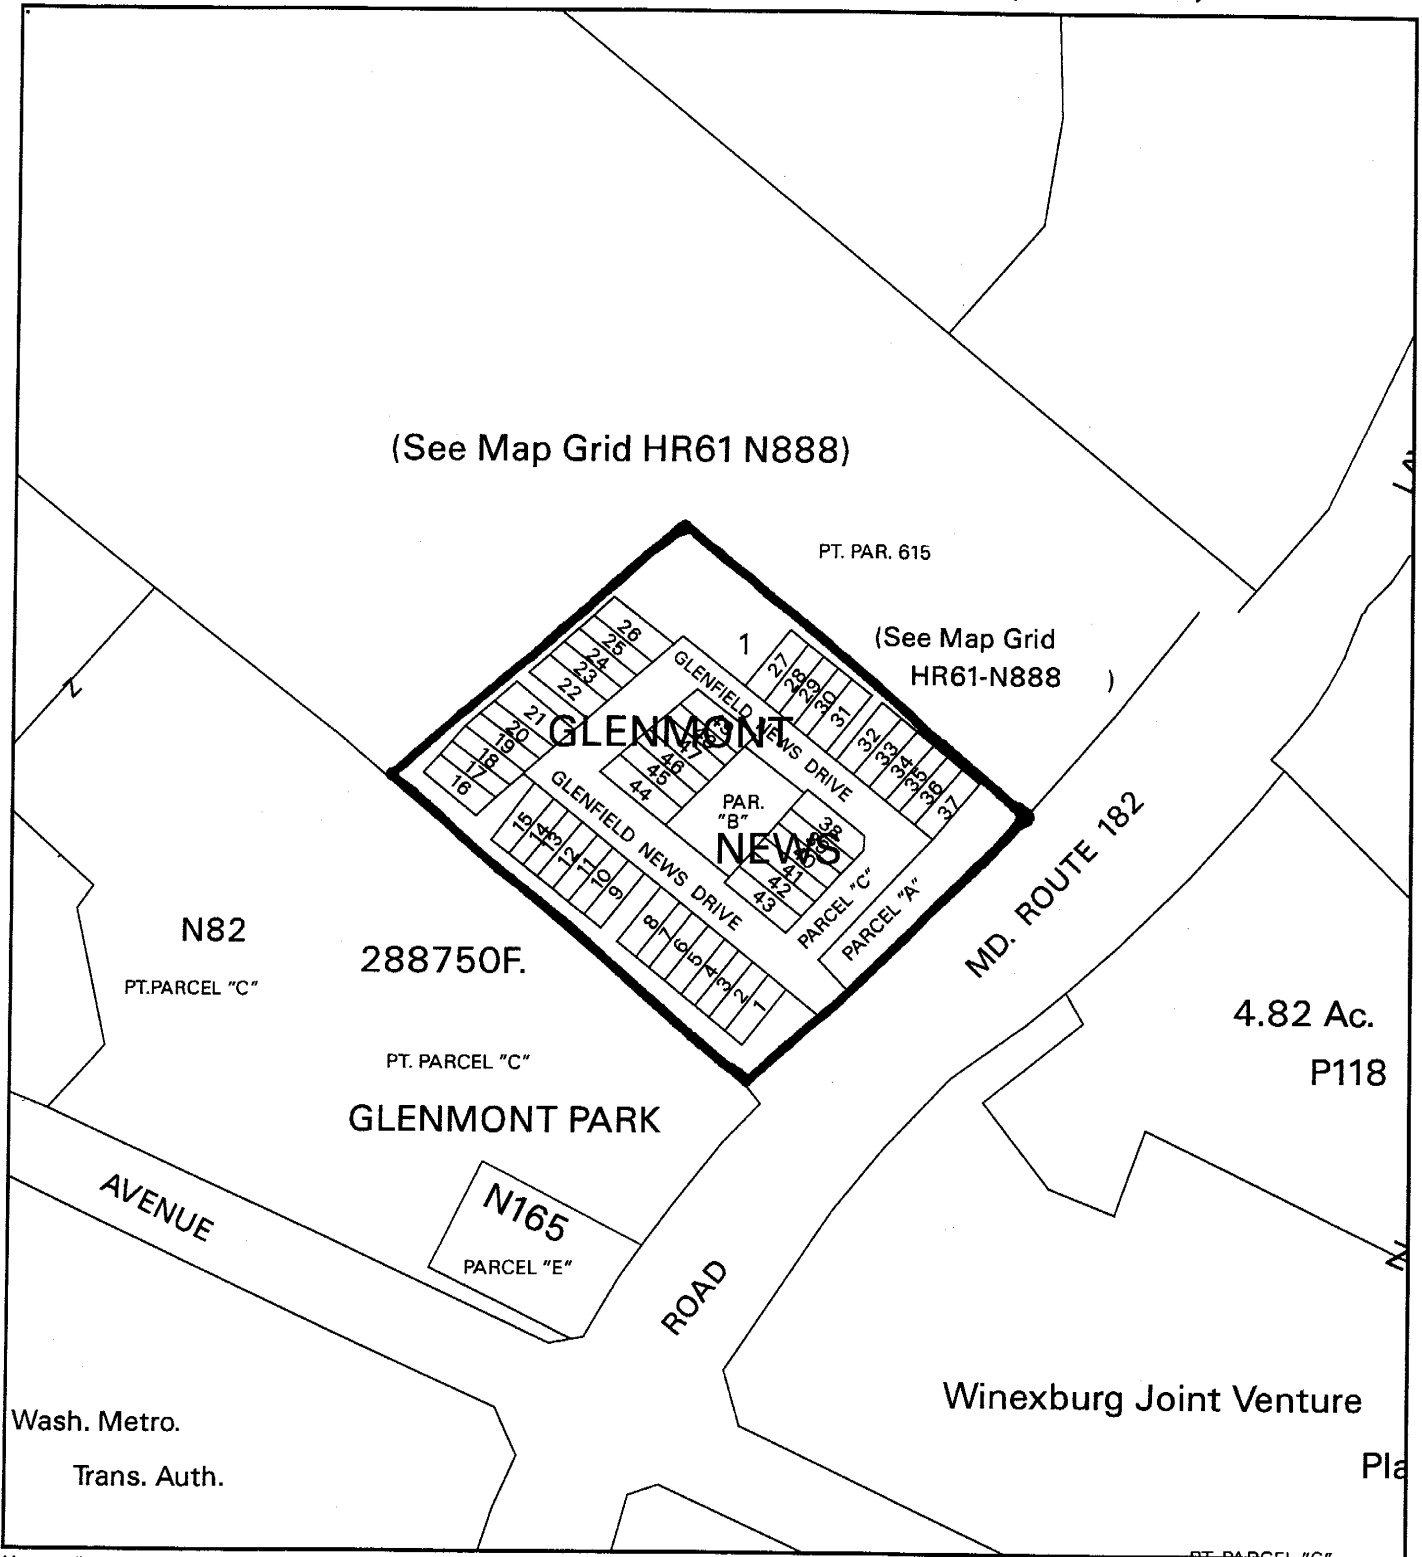 (See Map Grid HR61 N888)
PT. PAR. 615
(See Map Grid
HR61-N888 )
1
26
25
24
23
22
21
20
19
18
17
16
27
28
29
30
31
32
33
34
35
36
37
GLENFIELD NEWS DRIVE
GLENMONT
NEWS
47
46
45
44
PAR.
"B"
38
41
42
43
GLENFIELD NEWS DRIVE
PARCEL "C"
PARCEL "A"
15
14
13
12
11
10
9
8
7
6
5
4
3
2
1
MD. ROUTE 182
N82
PT.PARCEL "C"
288750F.
PT. PARCEL "C"
GLENMONT PARK
4.82 Ac.
P118
AVENUE
N165
PARCEL "E"
ROAD
Winexburg Joint Venture
Pla
Wash. Metro.
Trans. Auth.